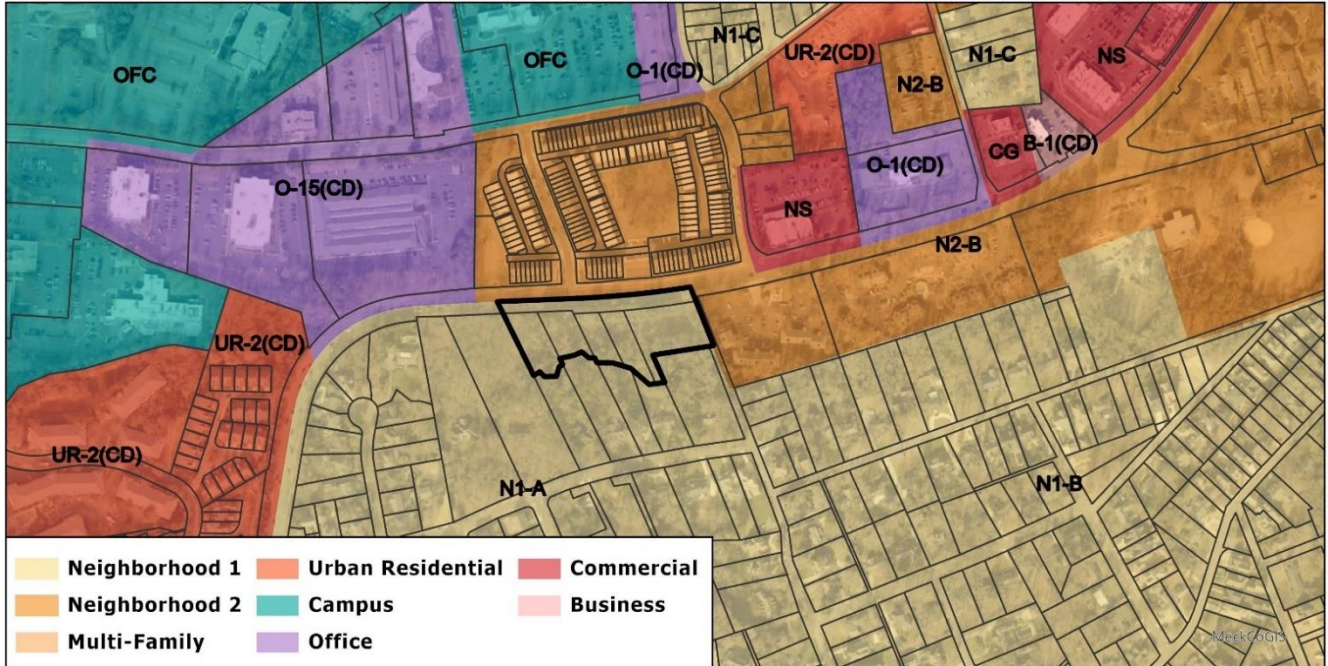 OFC
OFC
O-1(CD)
N1-C
UR-2(CD)
N2-B
N1-C
NS
CG
B-1(CD)
O-15(CD)
O-1(CD)
NS
N2-B
UR-2(CD)
UR-2(CD)
N1-A
N1-B
Neighborhood 1
Urban Residential
Commercial
Neighborhood 2
Campus
Business
Multi-Family
Office
MeckCoGIS